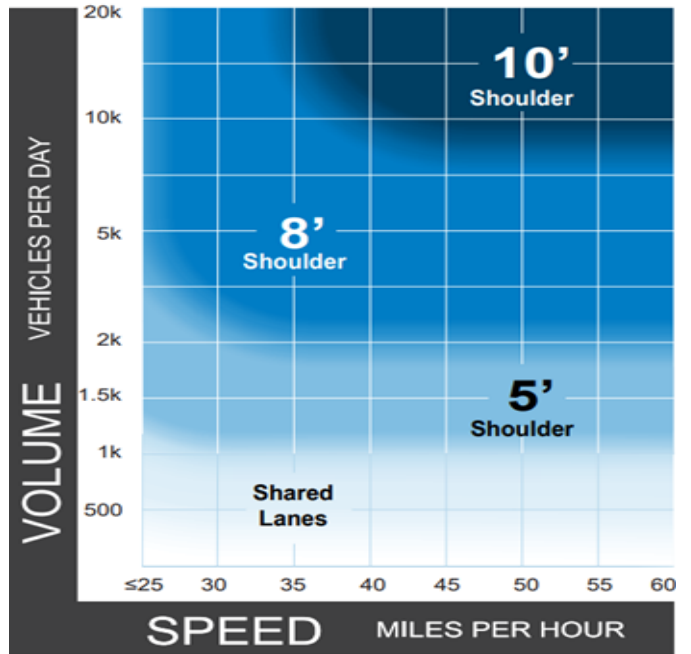 20k
10k
5k
2k
1.5k
1k
500
VOLUME VEHICLES PER DAY
10’
Shoulder
8’
Shoulder
5’
Shoulder
Shared
Lanes
≤25 30 35 40 45 50 55 60
SPEED MILES PER HOUR